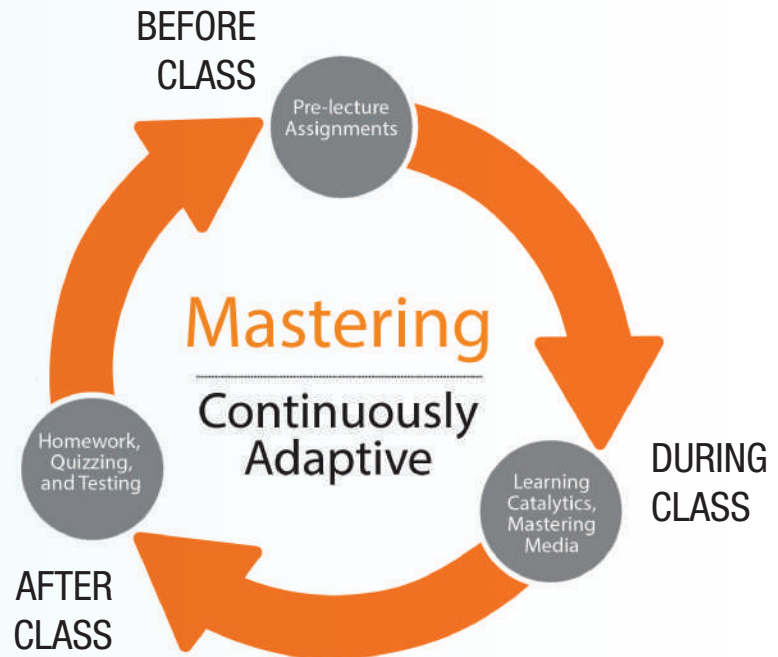 BEFORE
CLASS
Pre-lecture
Assignments
Mastering
Continuously
Adaptive
DURING
CLASS
Learning
Catalytics,
Mastering
Media
AFTER
CLASS
Homework,
Quizzing,
and Testing